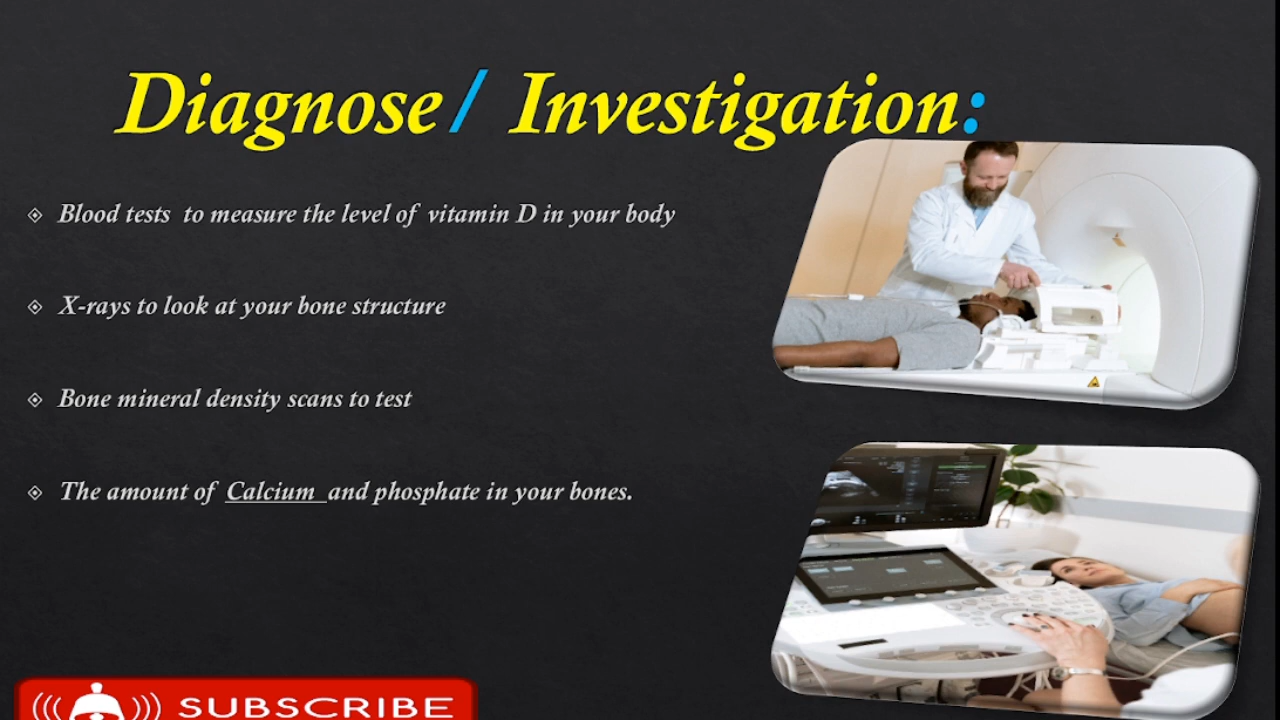 Diagnose/ Investigation:
Blood tests to measure the level of vitamin D in your body
X-rays to look at your bone structure
Bone mineral density scans to test
The amount of Calcium and phosphate in your bones.
SUBSCRIBE